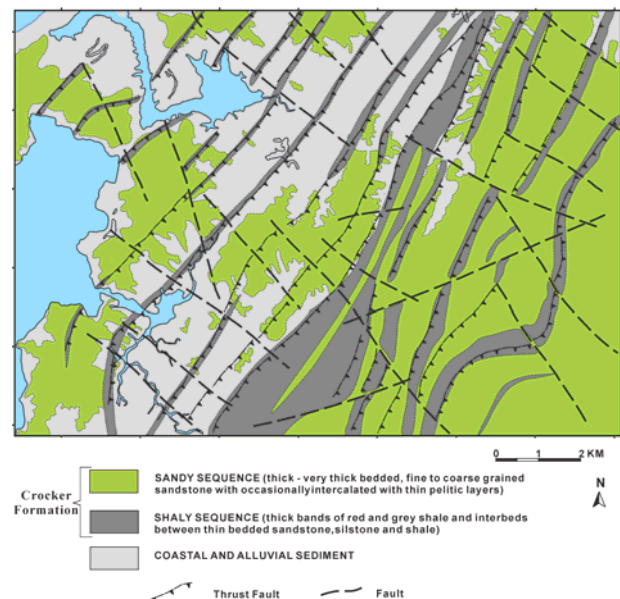 0 1 2 KM
N
Crocker
Formation
SANDY SEQUENCE (thick - very thick bedded, fine to coarse grained
sandstone with occasionallyintercalated with thin pelitic layers)
SHALY SEQUENCE (thick bands of red and grey shale and interbeds
between thin bedded sandstone,silstone and shale)
COASTAL AND ALLUVIAL SEDIMENT
Thrust Fault
Fault